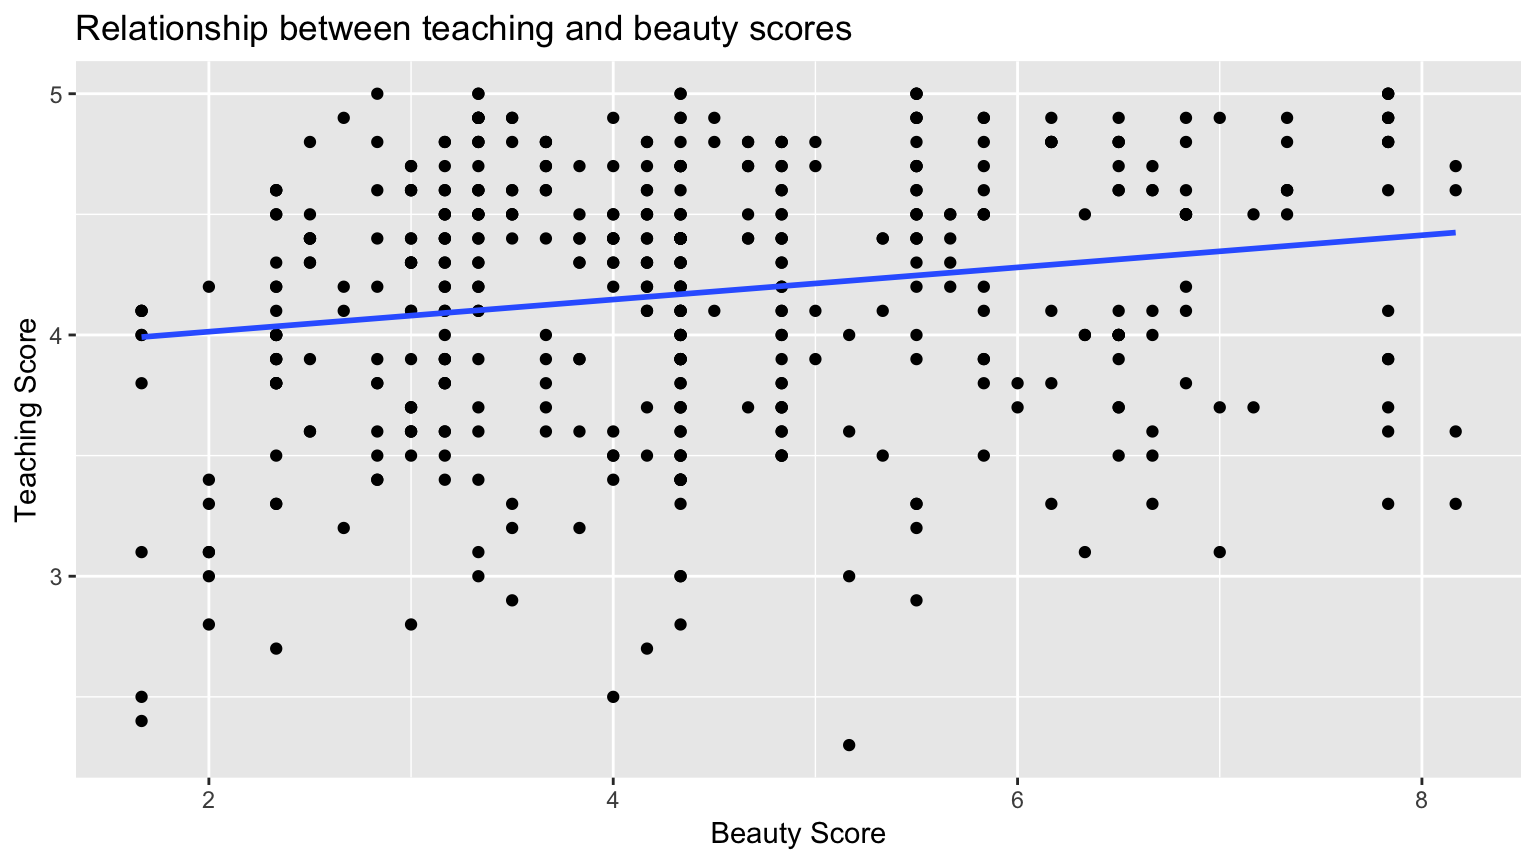 Relationship between teaching and beauty scores
5
4
3
Teaching Score
2 4 6 8
Beauty Score